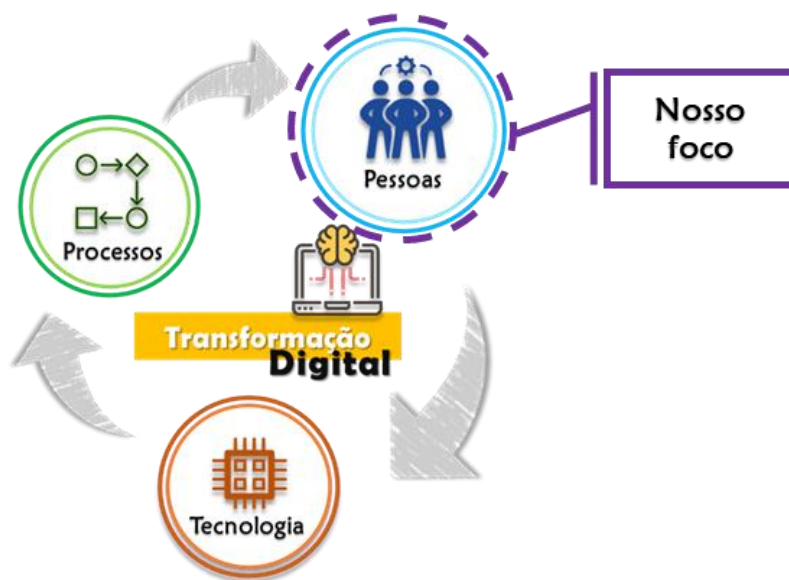 Pessoas
Nosso
foco
Processos
Transformação
Digital
Tecnologia